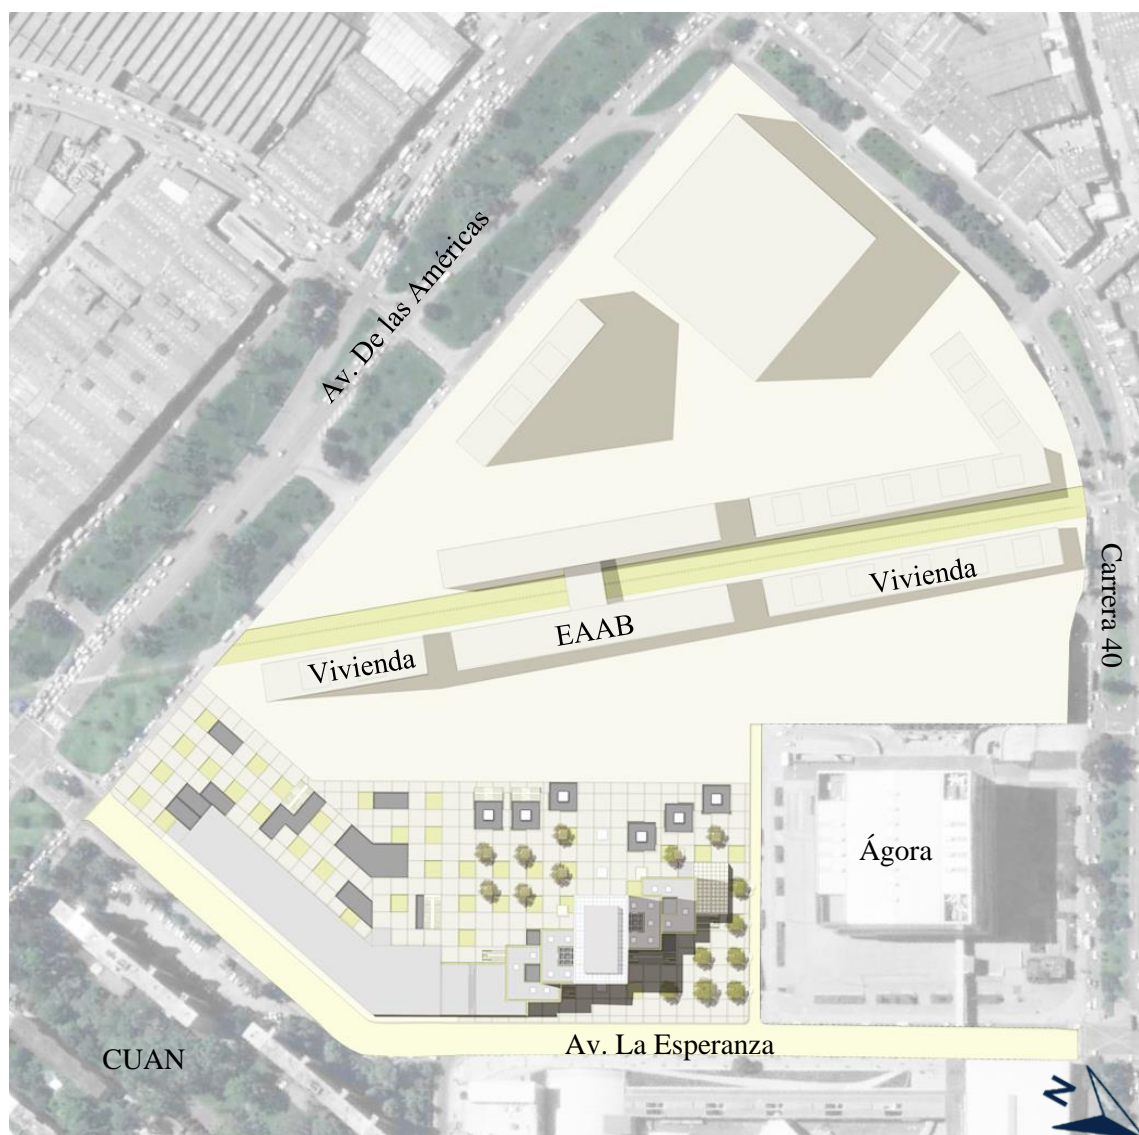 Av. De las Américas
Carrera 40
Vivienda
EAAB
Vivienda
Ágora
Av. La Esperanza
CUAN
N